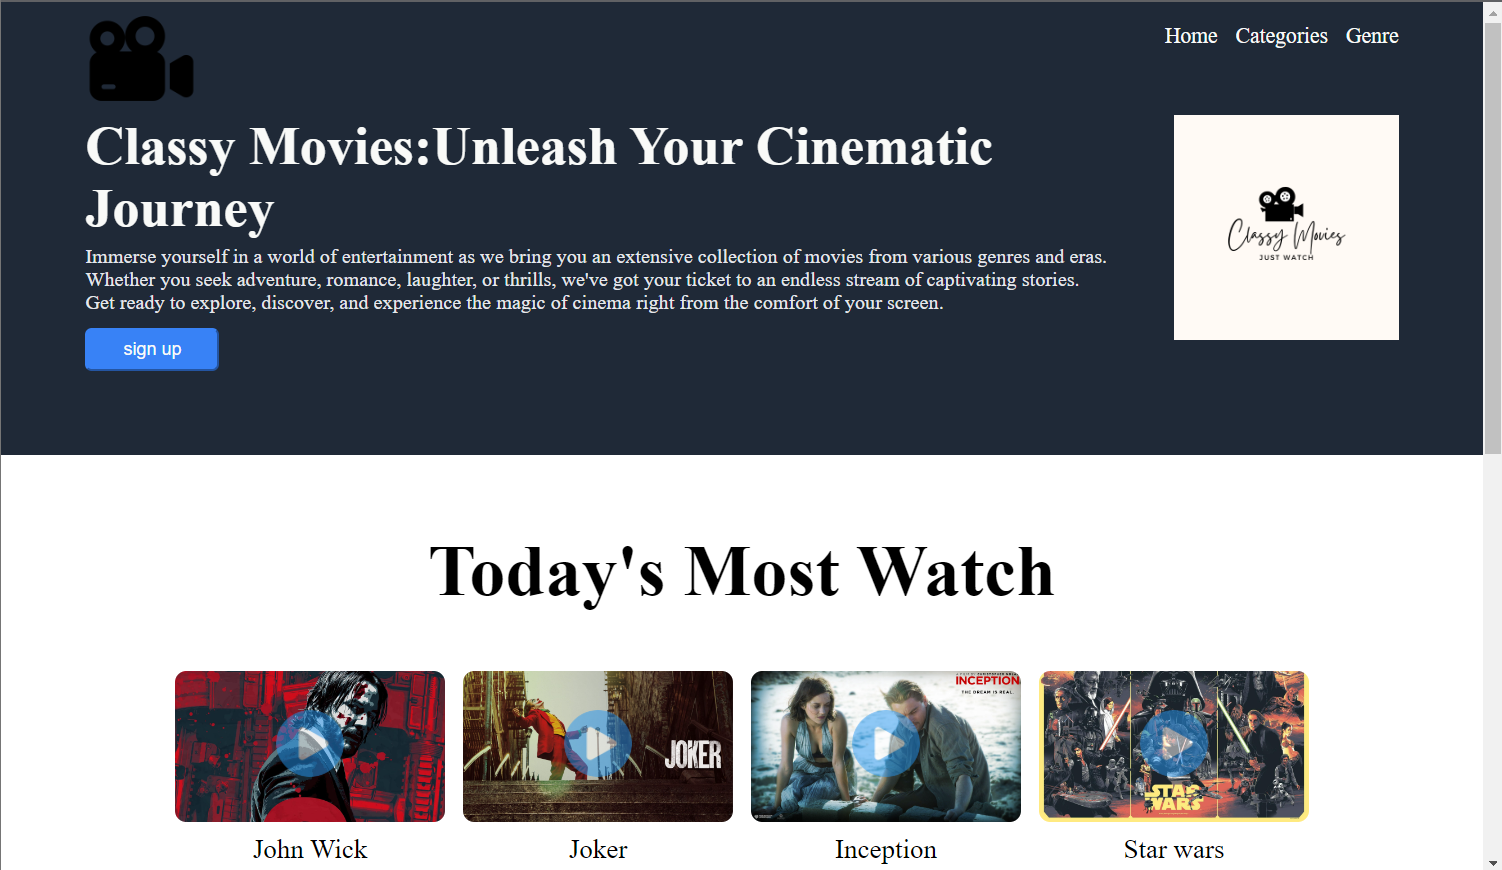 Home Categories Genre
Classy Movies:Unleash Your Cinematic
Journey
Immerse yourself in a world of entertainment as we bring you an extensive collection of movies from various genres and eras.
Whether you seek adventure, romance, laughter, or thrills, we've got your ticket to an endless stream of captivating stories.
Get ready to explore, discover, and experience the magic of cinema right from the comfort of your screen.
sign up
Classy Movies
JUST WATCH
Today's Most Watch
JOKER
INCEPTION
THE DREAM IS REAL.
STAR
WARS
John Wick
Joker
Inception
Star wars